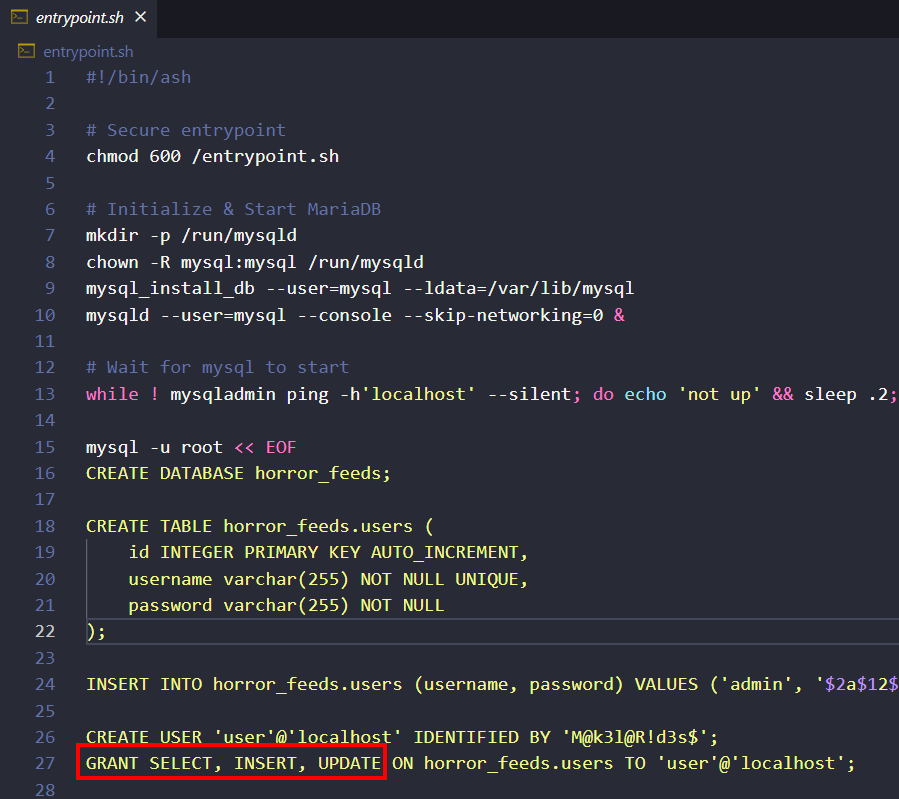 entrypoint.sh ×
entrypoint.sh
1 #!/bin/ash
2
3 # Secure entrypoint
4 chmod 600 /entrypoint.sh
5
6 # Initialize & Start MariaDB
7 mkdir -p /run/mysqld
8 chown -R mysql:mysql /run/mysqld
9 mysql_install_db --user=mysql --ldata=/var/lib/mysql
10 mysqld --user=mysql --console --skip-networking=0 &
11
12 # Wait for mysql to start
13 while ! mysqladmin ping -h'localhost' --silent; do echo 'not up' && sleep .2;
14
15 mysql -u root << EOF
16 CREATE DATABASE horror_feeds;
17
18 CREATE TABLE horror_feeds.users (
19 id INTEGER PRIMARY KEY AUTO_INCREMENT,
20 username varchar(255) NOT NULL UNIQUE,
21 password varchar(255) NOT NULL
22 );
23
24 INSERT INTO horror_feeds.users (username, password) VALUES ('admin', '$2a$12$
25
26 CREATE USER 'user'@'localhost' IDENTIFIED BY 'M@k3l@R!d3s$';
27 GRANT SELECT, INSERT, UPDATE ON horror_feeds.users TO 'user'@'localhost';
28